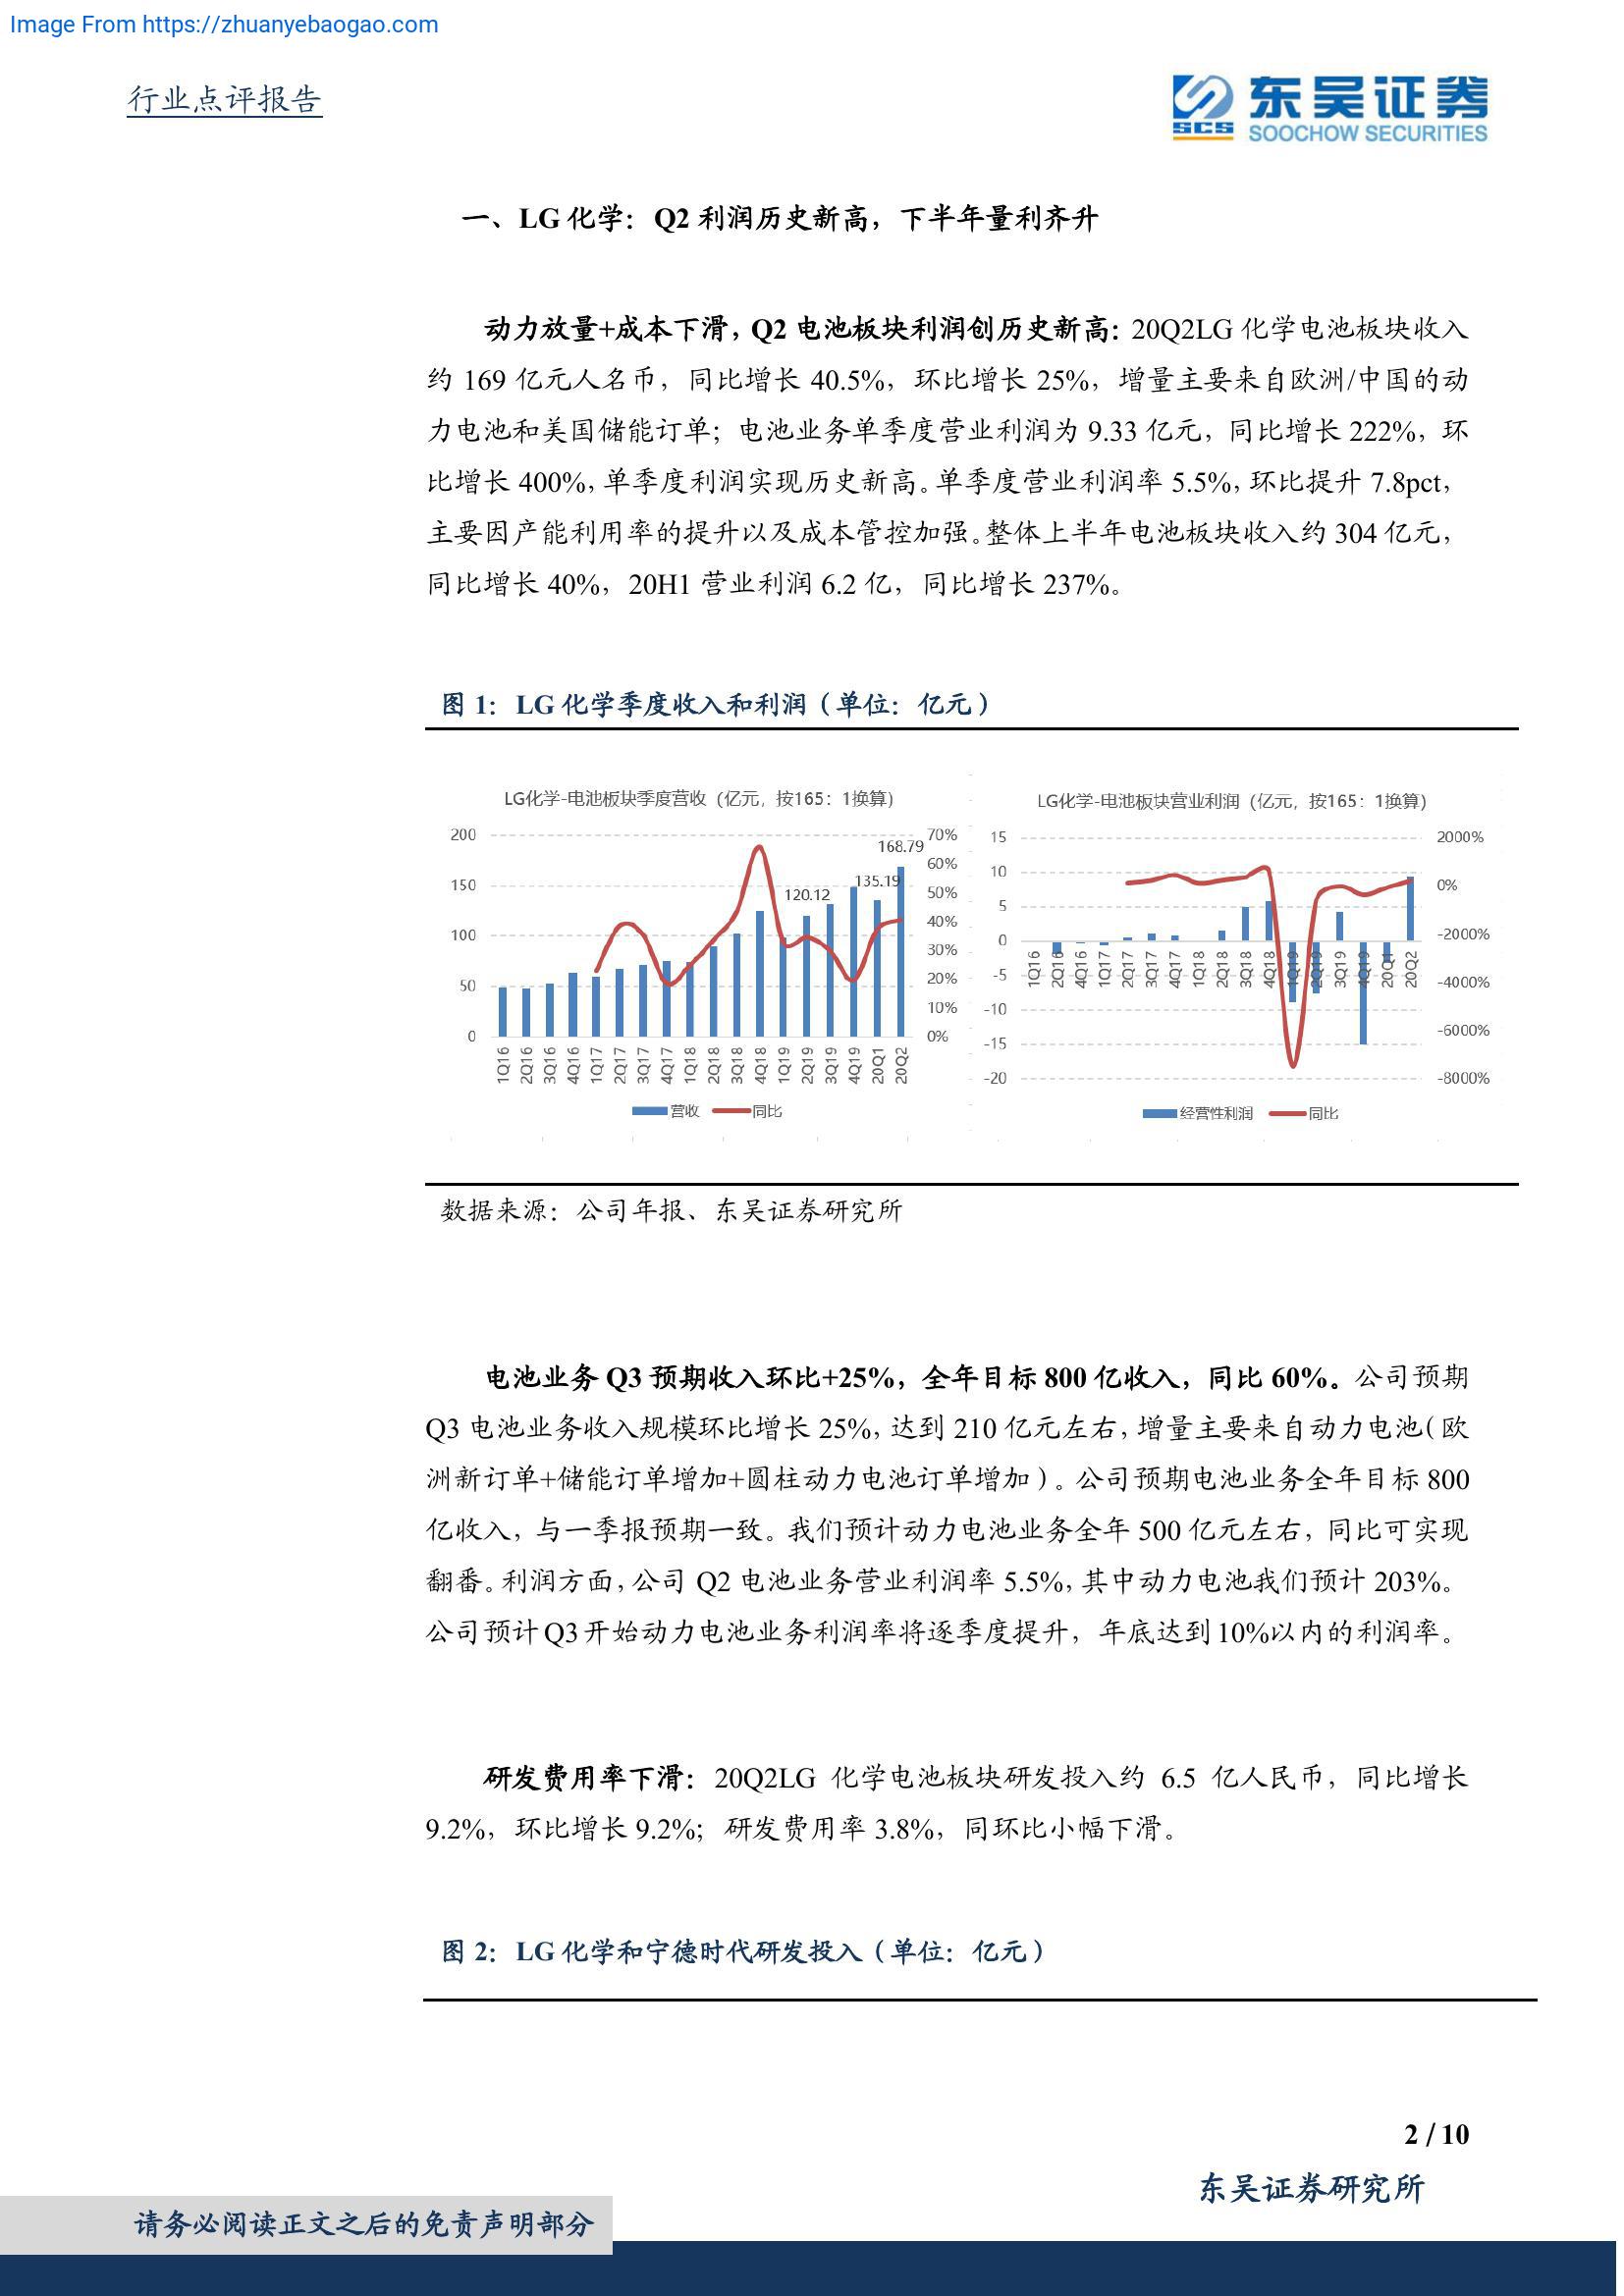 Image From https://zhuanyebaogao.com
行业点评报告
SCS
东吴证券
SOOCHOW SECURITIES
一、LG 化学：Q2 利润历史新高，下半年量利齐升
动力放量+成本下滑，Q2 电池板块利润创历史新高：20Q2LG 化学电池板块收入
约 169 亿元人名币，同比增长 40.5%，环比增长 25%，增量主要来自欧洲/中国的动
力电池和美国储能订单；电池业务单季度营业利润为 9.33 亿元，同比增长 222%，环
比增长 400%，单季度利润实现历史新高。单季度营业利润率 5.5%，环比提升 7.8pct，
主要因产能利用率的提升以及成本管控加强。整体上半年电池板块收入约 304 亿元，
同比增长 40%，20H1 营业利润 6.2 亿，同比增长 237%。
图 1：LG 化学季度收入和利润（单位：亿元）
LG化学-电池板块季度营收（亿元，按165：1换算）
200
150
100
50
0
70%
60%
50%
40%
30%
20%
10%
0%
120.12
135.19
168.79
1Q16
2Q16
3Q16
4Q16
1Q17
2Q17
3Q17
4Q17
1Q18
2Q18
3Q18
4Q18
1Q19
2Q19
3Q19
4Q19
20Q1
20Q2
营收
同比
LG化学-电池板块营业利润（亿元，按165：1换算）
15
10
5
0
-5
-10
-15
-20
2000%
0%
-2000%
-4000%
-6000%
-8000%
1Q16
2Q16
4Q16
1Q17
2Q17
3Q17
4Q17
1Q18
2Q18
3Q18
4Q18
1Q19
2Q19
3Q19
4Q19
20Q1
20Q2
经营性利润
同比
数据来源：公司年报、东吴证券研究所
电池业务 Q3 预期收入环比+25%，全年目标 800 亿收入，同比 60%。公司预期
Q3 电池业务收入规模环比增长 25%，达到 210 亿元左右，增量主要来自动力电池（欧
洲新订单+储能订单增加+圆柱动力电池订单增加）。公司预期电池业务全年目标 800
亿收入，与一季报预期一致。我们预计动力电池业务全年 500 亿元左右，同比可实现
翻番。利润方面，公司 Q2 电池业务营业利润率 5.5%，其中动力电池我们预计 203%。
公司预计 Q3 开始动力电池业务利润率将逐季度提升，年底达到 10%以内的利润率。
研发费用率下滑：20Q2LG 化学电池板块研发投入约 6.5 亿人民币，同比增长
9.2%，环比增长 9.2%；研发费用率 3.8%，同环比小幅下滑。
图 2：LG 化学和宁德时代研发投入（单位：亿元）
2 / 10
东吴证券研究所
请务必阅读正文之后的免责声明部分